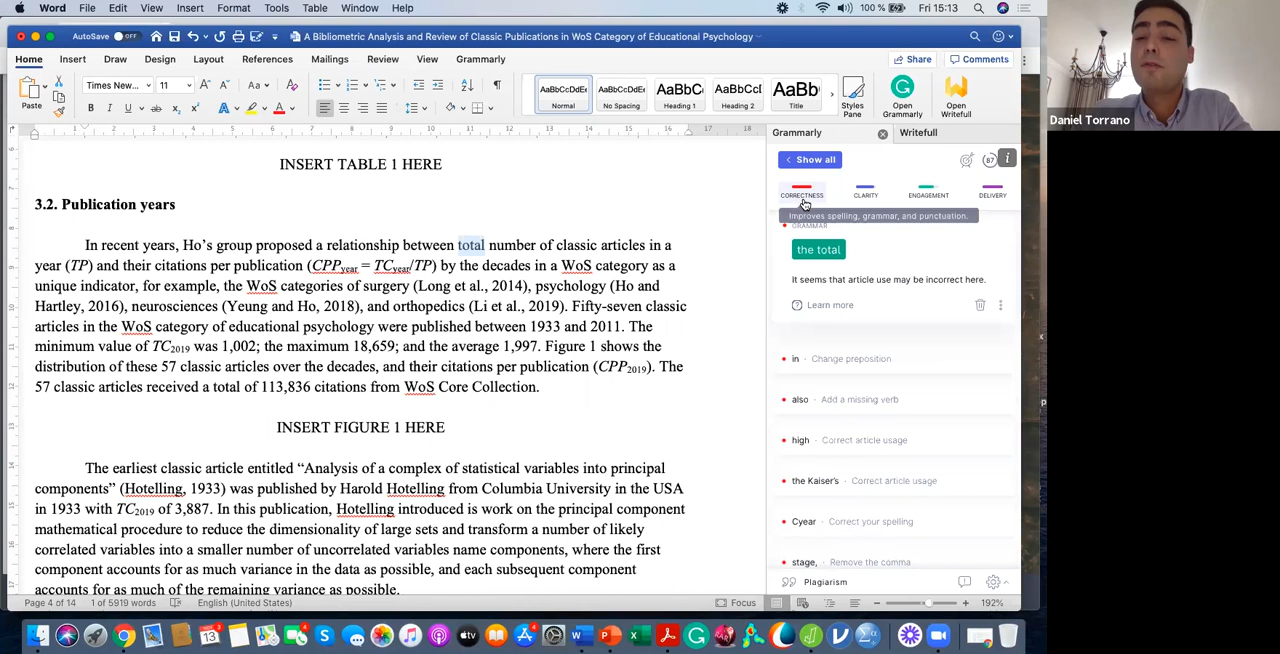 Word File Edit View Insert Format Tools Table Window Help
100 % Fri 15:13
AutoSave OFF A Bibliometric Analysis and Review of Classic Publications in WoS Category of Educational Psychology
Home Insert Draw Design Layout References Mailings Review View Grammarly Share Comments
Paste Times New... 11
AaBbCcDdEe AaBbCcDdEe AaBbC AaBbCcD AaBb
Normal No Spacing Heading 1 Heading 2 Title
Styles Pane
Open Grammarly
Open Writefull
Daniel Torrano
Grammarly Writefull
Show all 87
CORRECTNESS CLARITY ENGAGEMENT DELIVERY
Improves spelling, grammar, and punctuation.
GRAMMAR
the total
It seems that article use may be incorrect here.
Learn more
in · Change preposition
also · Add a missing verb
high · Correct article usage
the Kaiser's · Correct article usage
Cyear · Correct your spelling
stage, · Remove the comma
Plagiarism
INSERT TABLE 1 HERE
3.2. Publication years
In recent years, Ho's group proposed a relationship between total number of classic articles in a
year (TP) and their citations per publication (CPPyear = TCyear/TP) by the decades in a WoS category as a
unique indicator, for example, the WoS categories of surgery (Long et al., 2014), psychology (Ho and
Hartley, 2016), neurosciences (Yeung and Ho, 2018), and orthopedics (Li et al., 2019). Fifty-seven classic
articles in the WoS category of educational psychology were published between 1933 and 2011. The
minimum value of TC2019 was 1,002; the maximum 18,659; and the average 1,997. Figure 1 shows the
distribution of these 57 classic articles over the decades, and their citations per publication (CPP2019). The
57 classic articles received a total of 113,836 citations from WoS Core Collection.
INSERT FIGURE 1 HERE
The earliest classic article entitled “Analysis of a complex of statistical variables into principal
components” (Hotelling, 1933) was published by Harold Hotelling from Columbia University in the USA
in 1933 with TC2019 of 3,887. In this publication, Hotelling introduced is work on the principal component
mathematical procedure to reduce the dimensionality of large sets and transform a number of likely
correlated variables into a smaller number of uncorrelated variables name components, where the first
component accounts for as much variance in the data as possible, and each subsequent component
accounts for as much of the remaining variance as possible.
Page 4 of 14 1 of 5919 words English (United States) Focus 192%